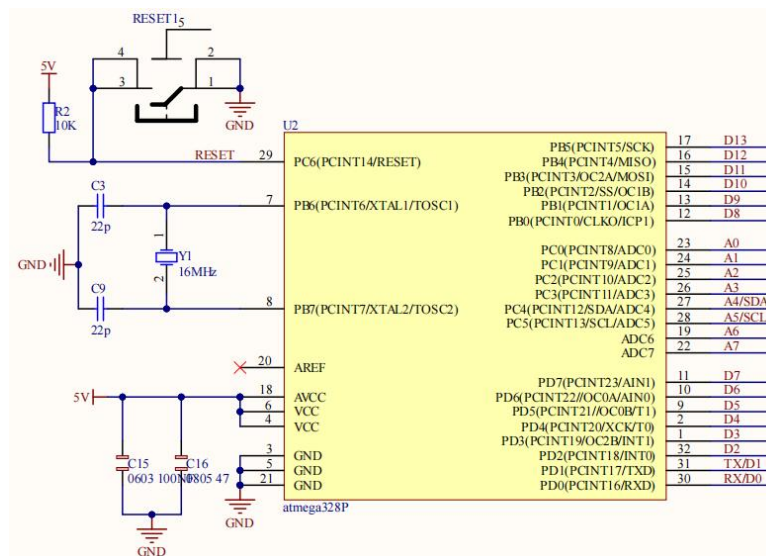 RESET1
5
4
2
3
1
5V
R2
10K
GND
RESET
29
PC6(PCINT14/RESET)
U2
C3
22p
7
PB6(PCINT6/XTAL1/TOSC1)
1
Y1
16MHz
2
GND
C9
22p
8
PB7(PCINT7/XTAL2/TOSC2)
20
AREF
5V
18
AVCC
6
VCC
4
VCC
C15
0603 100NF
C16
0805 47
3
GND
5
GND
21
GND
GND
GND
atmega328P
PB5(PCINT5/SCK) 17 D13
PB4(PCINT4/MISO) 16 D12
PB3(PCINT3/OC2A/MOSI) 15 D11
PB2(PCINT2/SS/OC1B) 14 D10
PB1(PCINT1/OC1A) 13 D9
PB0(PCINT0/CLKO/ICP1) 12 D8
PC0(PCINT8/ADC0) 23 A0
PC1(PCINT9/ADC1) 24 A1
PC2(PCINT10/ADC2) 25 A2
PC3(PCINT11/ADC3) 26 A3
PC4(PCINT12/SDA/ADC4) 27 A4/SDA
PC5(PCINT13/SCL/ADC5) 28 A5/SCL
ADC6 19 A6
ADC7 22 A7
PD7(PCINT23/AIN1) 11 D7
PD6(PCINT22//OC0A/AIN0) 10 D6
PD5(PCINT21//OC0B/T1) 9 D5
PD4(PCINT20/XCK/T0) 2 D4
PD3(PCINT19/OC2B/INT1) 1 D3
PD2(PCINT18/INT0) 32 D2
PD1(PCINT17/TXD) 31 TX/D1
PD0(PCINT16/RXD) 30 RX/D0